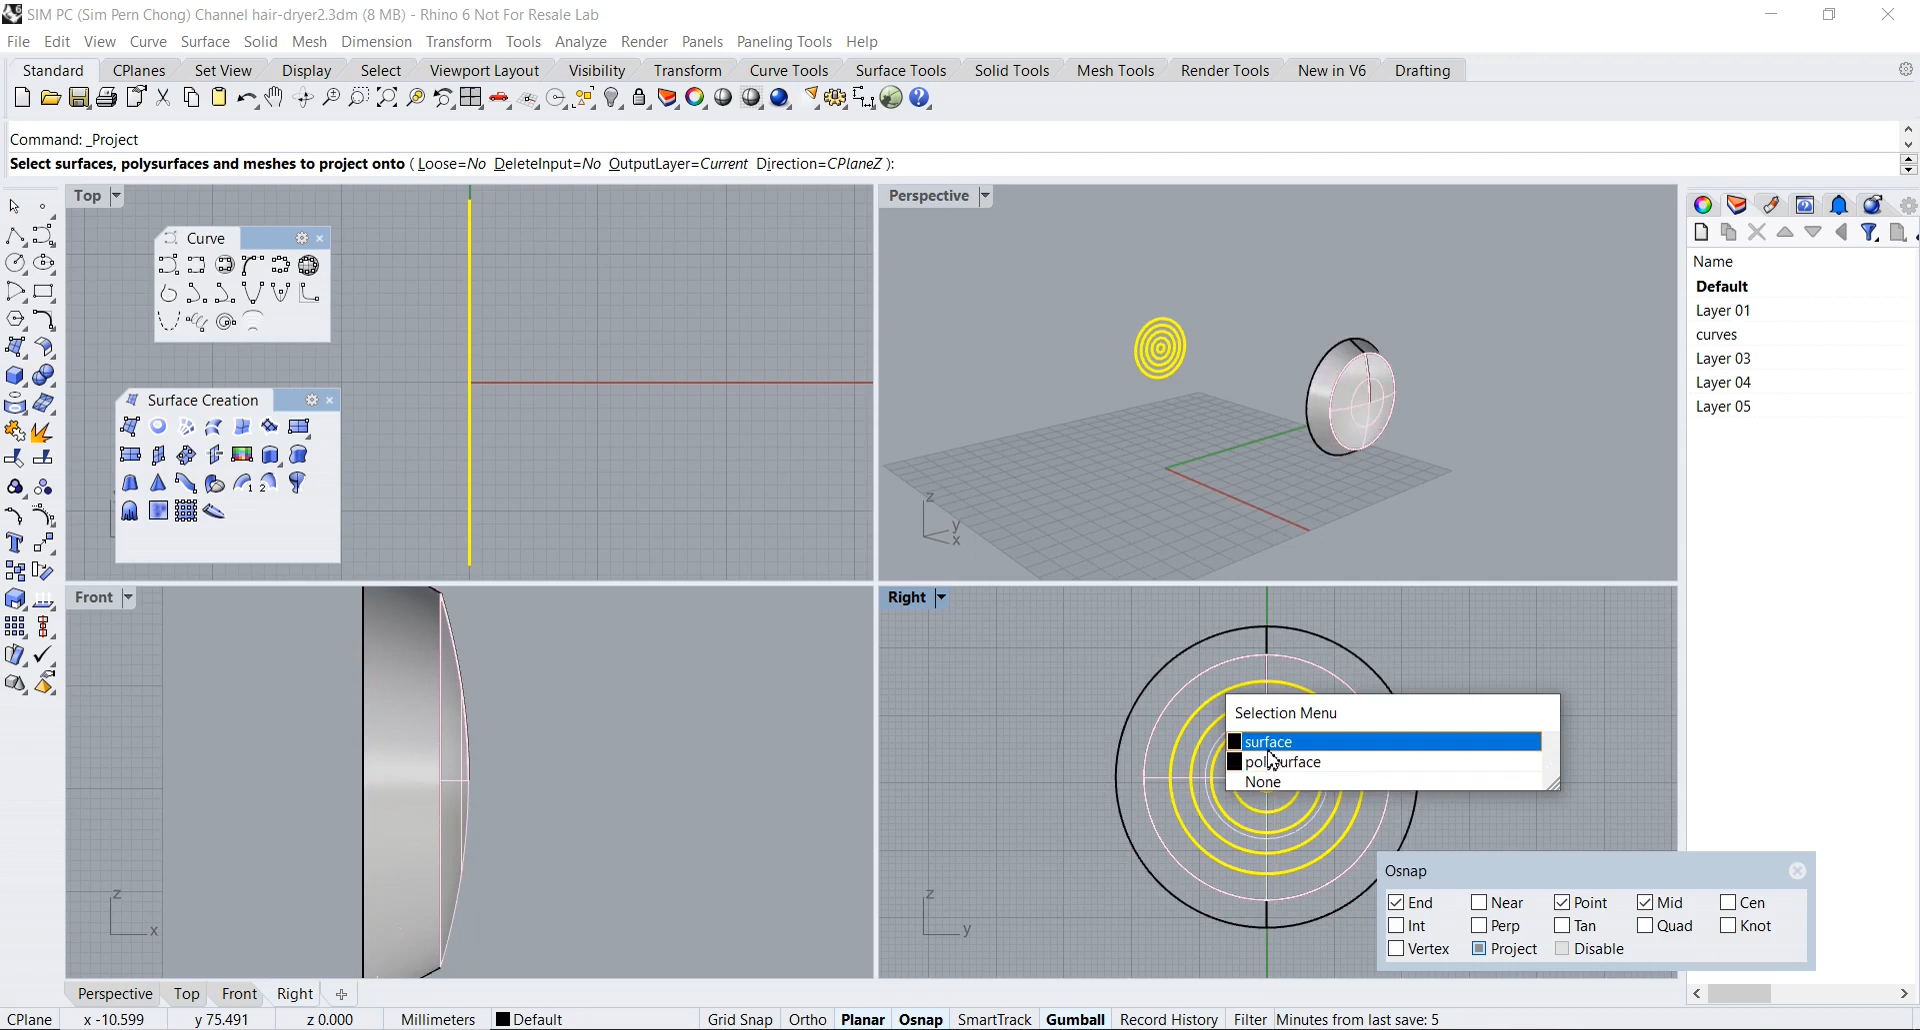 SIM PC (Sim Pern Chong) Channel hair-dryer2.3dm (8 MB) - Rhino 6 Not For Resale Lab
File Edit View Curve Surface Solid Mesh Dimension Transform Tools Analyze Render Panels Paneling Tools Help
Standard CPlanes Set View Display Select Viewport Layout Visibility Transform Curve Tools Surface Tools Solid Tools Mesh Tools Render Tools New in V6 Drafting
Command: _Project
Select surfaces, polysurfaces and meshes to project onto ( Loose=No DeleteInput=No OutputLayer=Current Direction=CPlaneZ ):
Top
Perspective
Curve
Surface Creation
1 2
z
y
x
Name
Default
Layer 01
curves
Layer 03
Layer 04
Layer 05
Front
z
x
Right
Selection Menu
surface
None
z
y
Osnap
End Near Point Mid Cen
Int Perp Tan Quad Knot
Vertex Project Disable
Perspective Top Front Right
CPlane x -10.599 y 75.491 z 0.000 Millimeters Default Grid Snap Ortho Planar Osnap SmartTrack Gumball Record History Filter Minutes from last save: 5